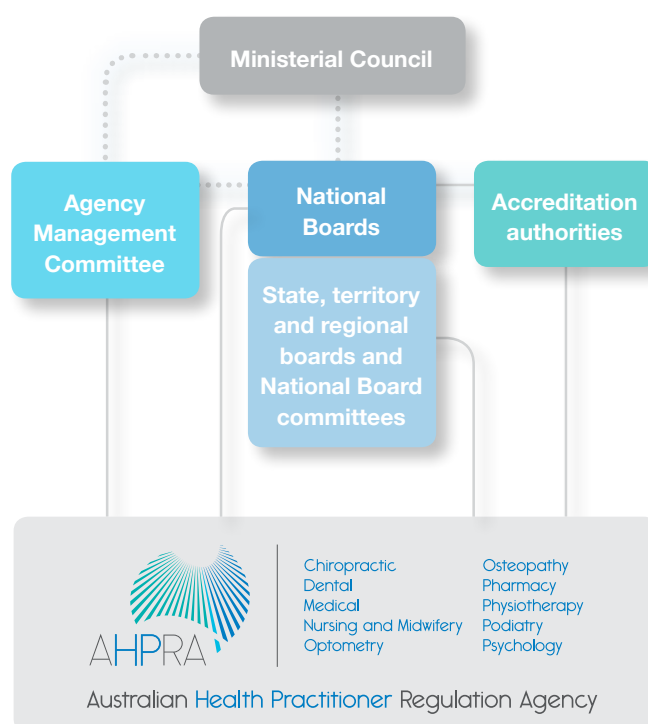 Ministerial Council
Agency
Management
Committee
National
Boards
Accreditation
authorities
State, territory
and regional
boards and
National Board
committees
AHPRA
Chiropractic
Dental
Medical
Nursing and Midwifery
Optometry
Osteopathy
Pharmacy
Physiotherapy
Podiatry
Psychology
Australian Health Practitioner Regulation Agency